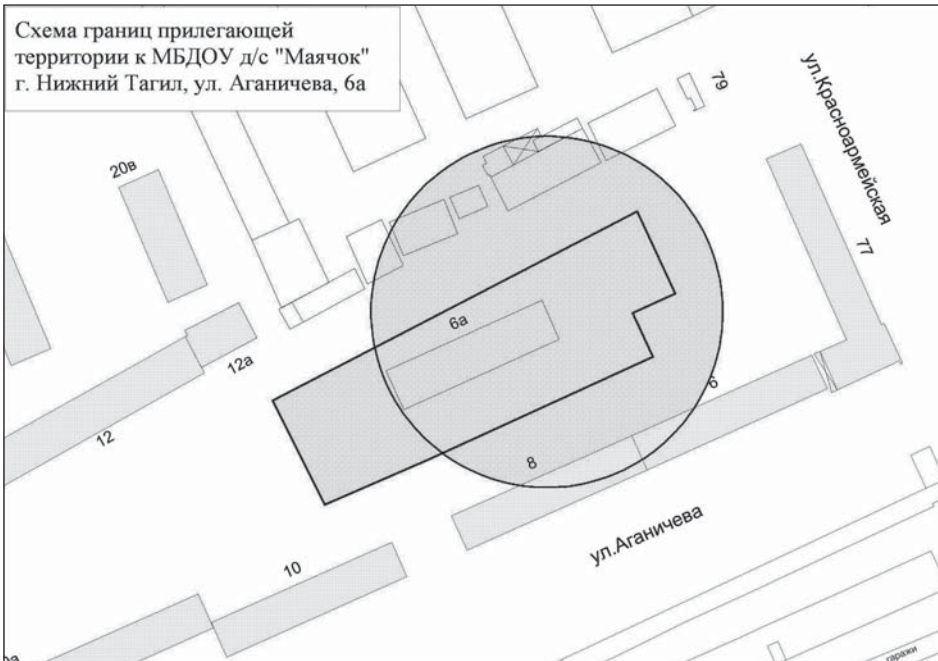 Схема границ прилегающей
территории к МБДОУ д/с "Маячок"
г. Нижний Тагил, ул. Аганичева, 6а
79
ул.Красноармейская
20в
77
6а
12а
6
12
8
ул.Аганичева
10
гаражи